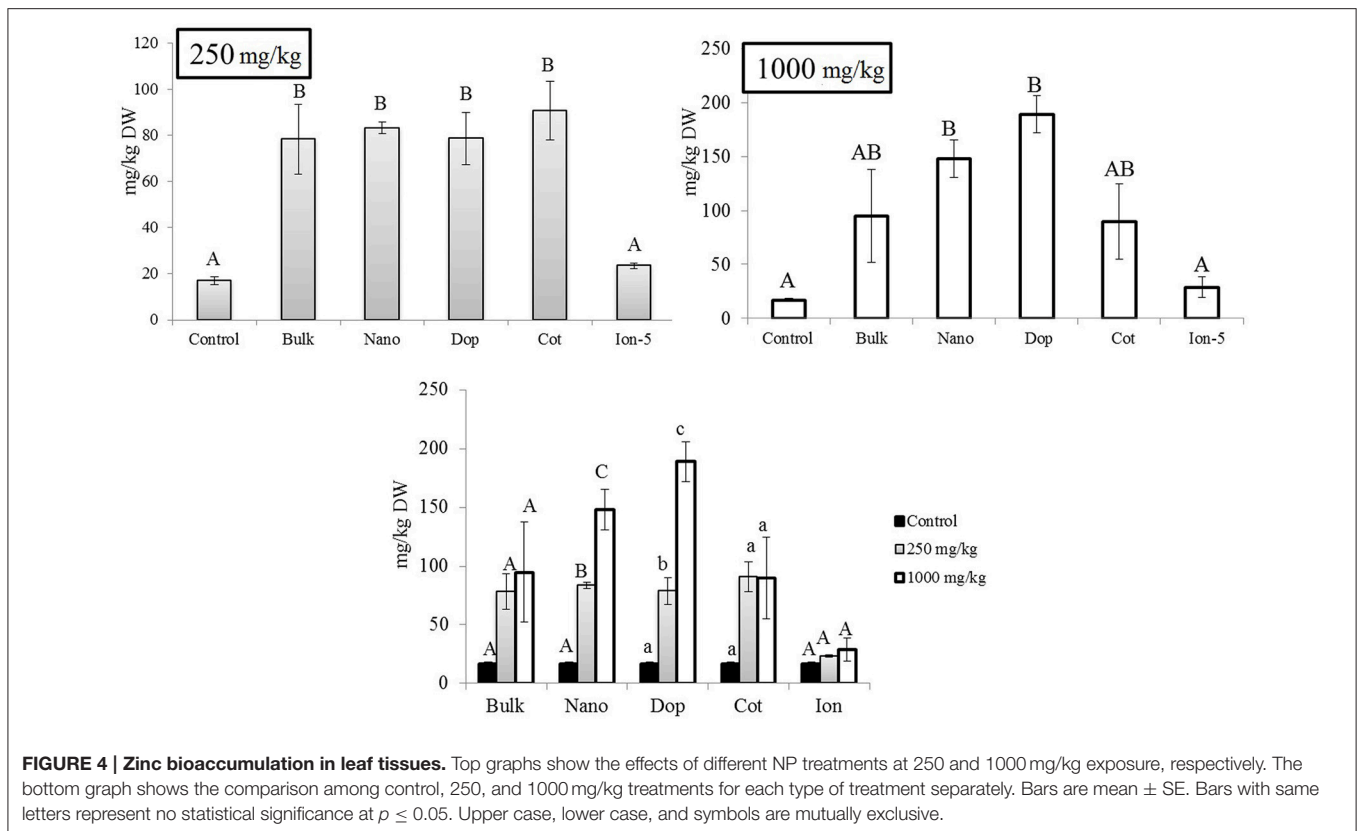 250 mg/kg
mg/kg DW
120
100
80
60
40
20
0
A
B
B
B
B
A
Control Bulk Nano Dop Cot Ion-5
1000 mg/kg
mg/kg DW
250
200
150
100
50
0
A
AB
B
B
AB
A
Control Bulk Nano Dop Cot Ion-5
mg/kg DW
250
200
150
100
50
0
A A A
A B C
a b c
a a a
A A A
Bulk Nano Dop Cot Ion
Control
250 mg/kg
1000 mg/kg
FIGURE 4 | Zinc bioaccumulation in leaf tissues. Top graphs show the effects of different NP treatments at 250 and 1000 mg/kg exposure, respectively. The
bottom graph shows the comparison among control, 250, and 1000 mg/kg treatments for each type of treatment separately. Bars are mean ± SE. Bars with same
letters represent no statistical significance at p ≤ 0.05. Upper case, lower case, and symbols are mutually exclusive.